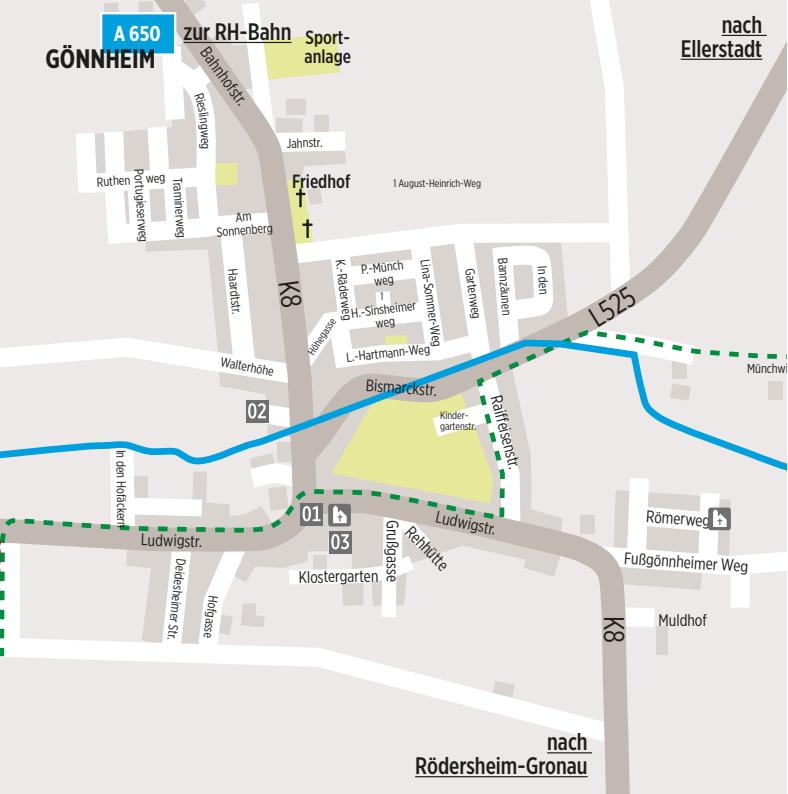 A 650
zur RH-Bahn
GÖNNHEIM
Sport-
anlage
nach
Ellerstadt
Bahnhofstr.
Rieslingweg
Jahnstr.
Ruthen
weg
Portugieserweg
Traminerweg
Friedhof
1 August-Heinrich-Weg
Am
Sonnenberg
Haardtstr.
K8
K.-Räderweg
P.-Münch
weg
1
H.-Sinsheimer
weg
Lina-Sommer-Weg
Gartenweg
Bannzäunen
In den
L525
Höhegasse
L.-Hartmann-Weg
Walterhöhe
Bismarckstr.
Münchwi
02
Kinder-
gartenstr.
Raiffeisenstr.
In den Hofäckern
01
03
Ludwigstr.
Ludwigstr.
Grußgasse
Rehhütte
Römerweg
Fußgönnheimer Weg
Klostergarten
Deidesheimer Str.
Hofgasse
K8
Muldhof
nach
Rödersheim-Gronau